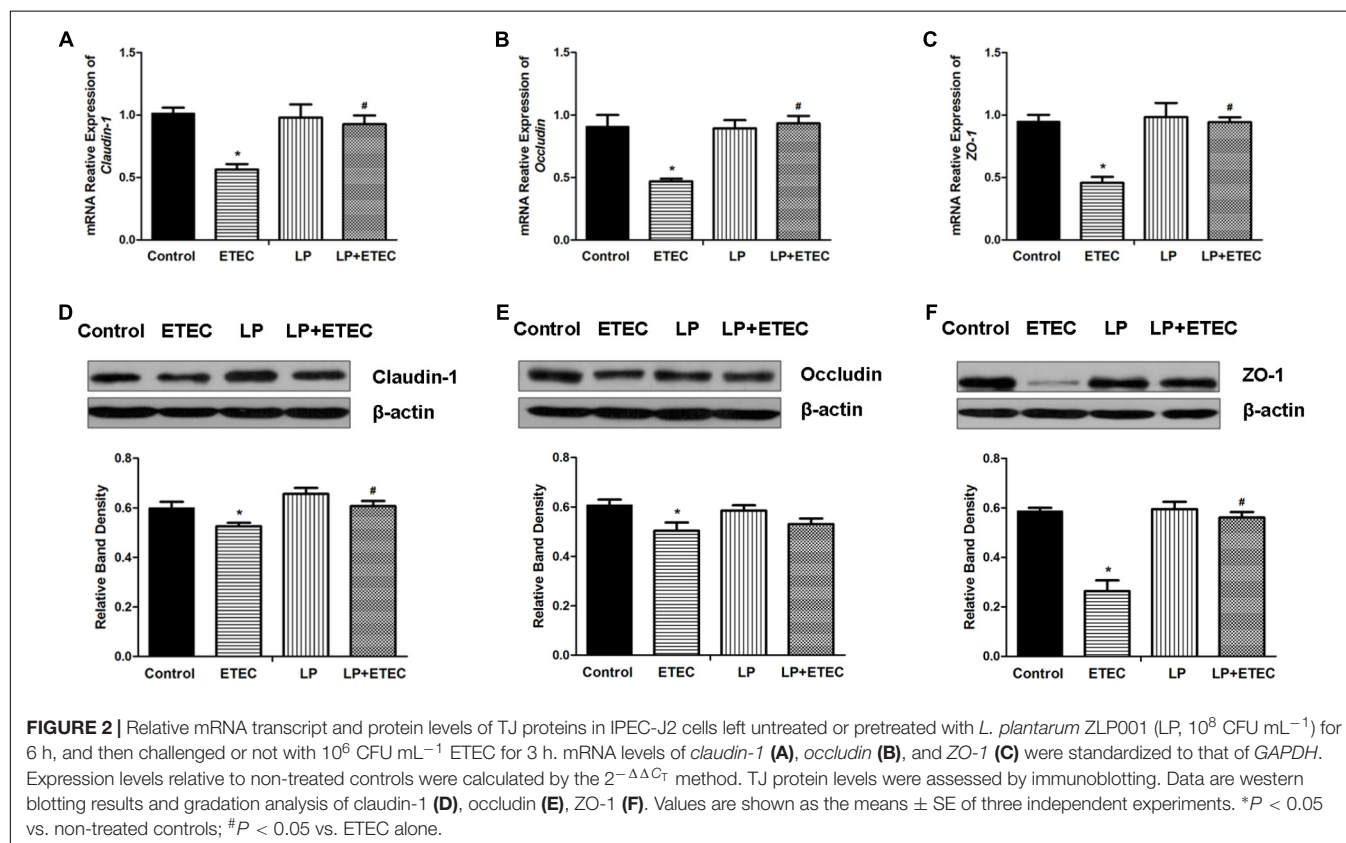 A
mRNA Relative Expression of
Claudin-1
1.5
1.0
0.5
0.0
*
#
Control ETEC LP LP+ETEC
B
mRNA Relative Expression of
Occludin
1.5
1.0
0.5
0.0
*
#
Control ETEC LP LP+ETEC
C
mRNA Relative Expression of
ZO-1
1.5
1.0
0.5
0.0
*
#
Control ETEC LP LP+ETEC
D
Control ETEC LP LP+ETEC
Claudin-1
β-actin
Relative Band Density
0.8
0.6
0.4
0.2
0.0
*
#
Control ETEC LP LP+ETEC
E
Control ETEC LP LP+ETEC
Occludin
β-actin
Relative Band Density
0.8
0.6
0.4
0.2
0.0
*
Control ETEC LP LP+ETEC
F
Control ETEC LP LP+ETEC
ZO-1
β-actin
Relative Band Density
0.8
0.6
0.4
0.2
0.0
*
#
Control ETEC LP LP+ETEC
FIGURE 2 | Relative mRNA transcript and protein levels of TJ proteins in IPEC-J2 cells left untreated or pretreated with L. plantarum ZLP001 (LP, 10⁸ CFU mL⁻¹) for
6 h, and then challenged or not with 10⁶ CFU mL⁻¹ ETEC for 3 h. mRNA levels of claudin-1 (A), occludin (B), and ZO-1 (C) were standardized to that of GAPDH.
Expression levels relative to non-treated controls were calculated by the 2^−ΔΔC_T method. TJ protein levels were assessed by immunoblotting. Data are western
blotting results and gradation analysis of claudin-1 (D), occludin (E), ZO-1 (F). Values are shown as the means ± SE of three independent experiments. *P < 0.05
vs. non-treated controls; #P < 0.05 vs. ETEC alone.